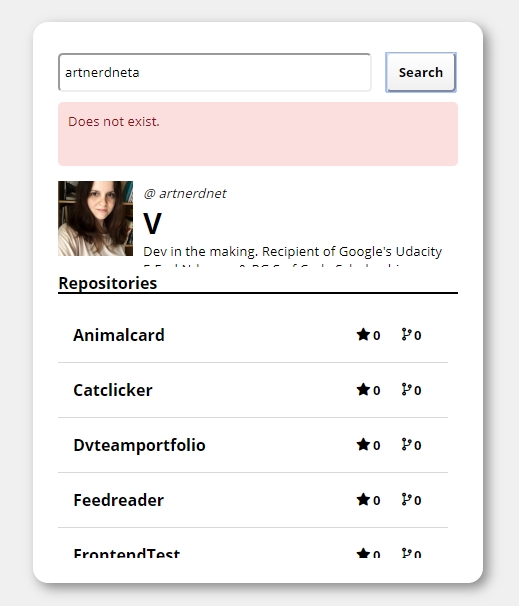 artnerdneta
Search
Does not exist.
@ artnerdnet
V
Dev in the making. Recipient of Google's Udacity
Repositories
Animalcard 0 0
Catclicker 0 0
Dvteamportfolio 0 0
Feedreader 0 0
FrontendTest 0 0